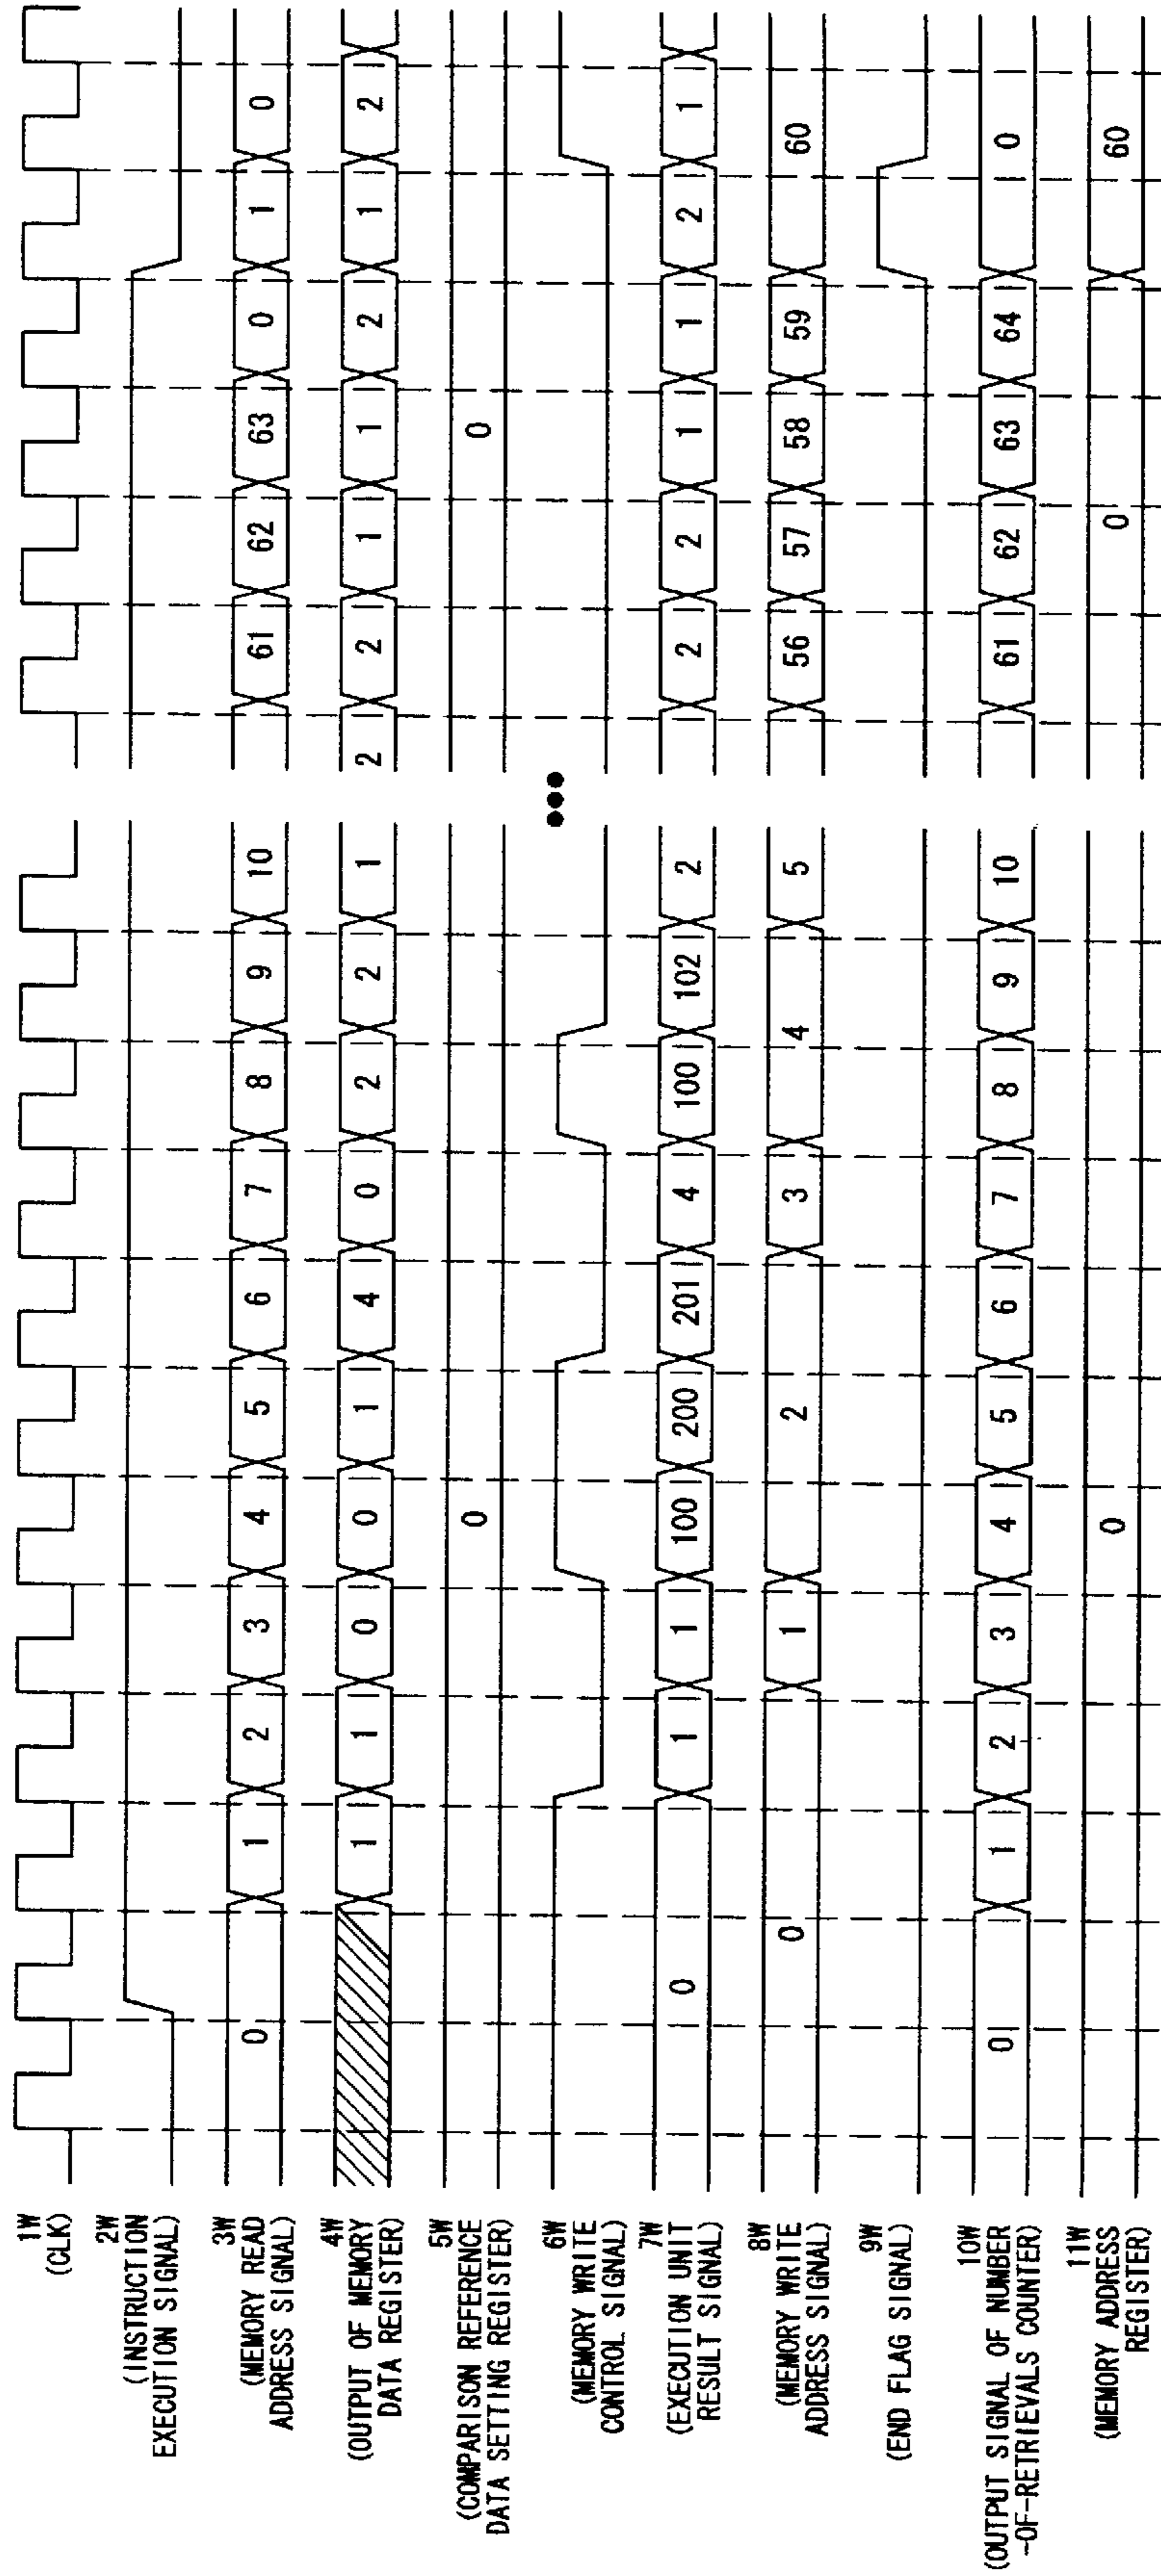 1W
(CLK)
2W
(INSTRUCTION
EXECUTION SIGNAL)
3W
(MEMORY READ
ADDRESS SIGNAL)
0 1 2 3 4 5 6 7 8 9 10 61 62 63 0 1 0
4W
(OUTPUT OF MEMORY
DATA REGISTER)
1 1 0 0 1 4 0 2 2 1 2 2 1 1 2 1 2
5W
(COMPARISON REFERENCE
DATA SETTING REGISTER)
0 0
6W
(MEMORY WRITE
CONTROL SIGNAL)
•••
7W
(EXECUTION UNIT
RESULT SIGNAL)
0 1 1 100 200 201 4 100 102 2 2 2 1 1 2 1
8W
(MEMORY WRITE
ADDRESS SIGNAL)
0 1 2 3 4 5 56 57 58 59 60
9W
(END FLAG SIGNAL)
10W
(OUTPUT SIGNAL OF NUMBER
-OF-RETRIEVALS COUNTER)
0 1 2 3 4 5 6 7 8 9 10 61 62 63 64 0
11W
(MEMORY ADDRESS
REGISTER)
0 0 60